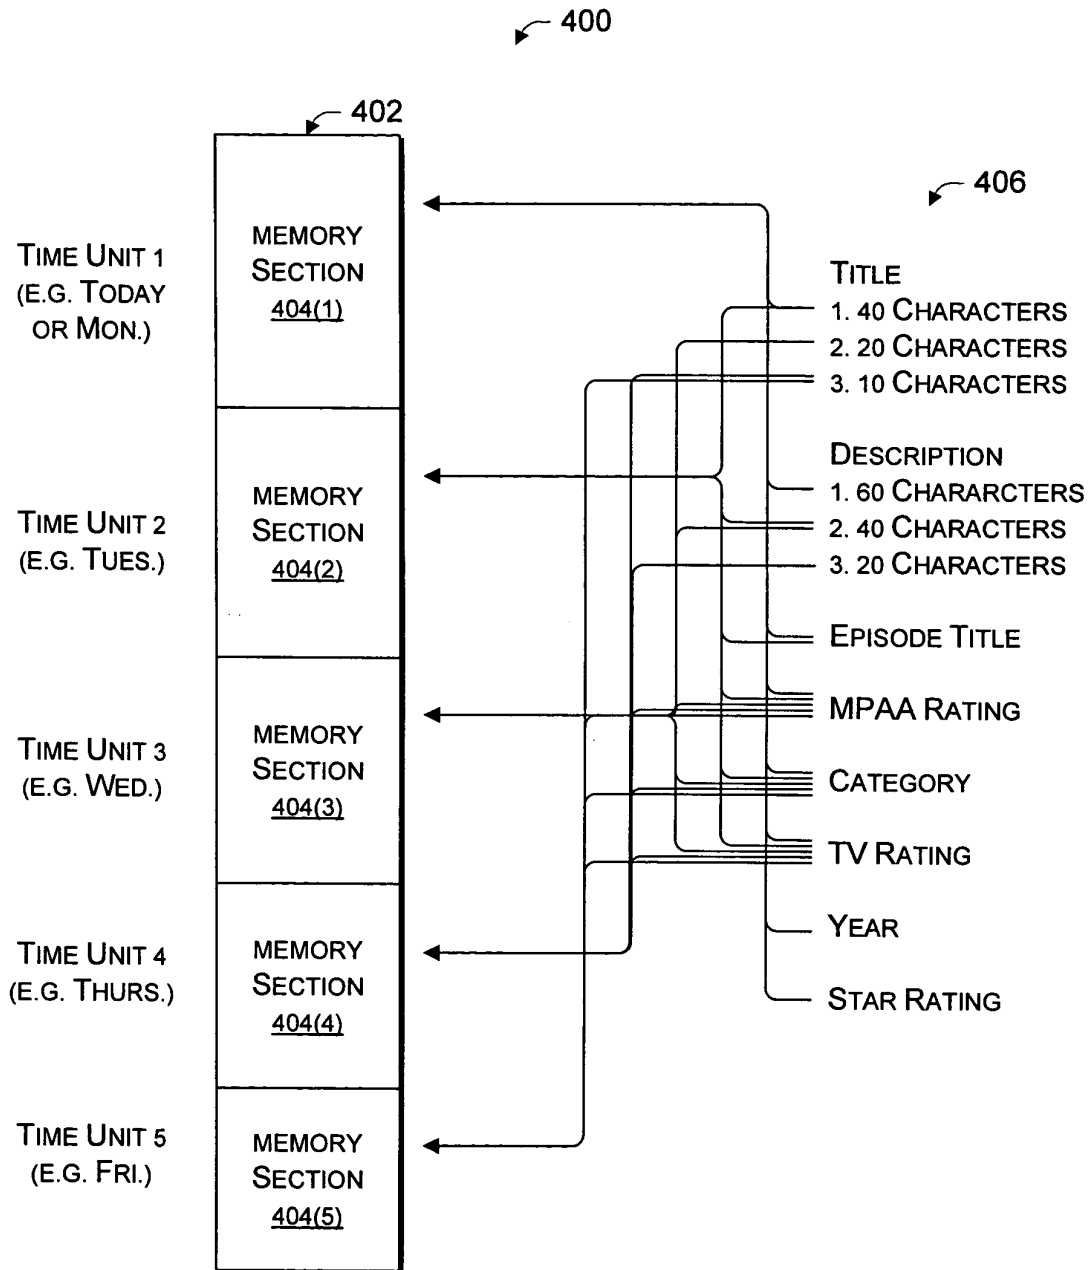 400
402
406
TIME UNIT 1
(E.G. TODAY
OR MON.)
MEMORY
SECTION
404(1)
TITLE
1. 40 CHARACTERS
2. 20 CHARACTERS
3. 10 CHARACTERS
DESCRIPTION
1. 60 CHARARCTERS
2. 40 CHARACTERS
3. 20 CHARACTERS
TIME UNIT 2
(E.G. TUES.)
MEMORY
SECTION
404(2)
EPISODE TITLE
MPAA RATING
TIME UNIT 3
(E.G. WED.)
MEMORY
SECTION
404(3)
CATEGORY
TV RATING
YEAR
STAR RATING
TIME UNIT 4
(E.G. THURS.)
MEMORY
SECTION
404(4)
TIME UNIT 5
(E.G. FRI.)
MEMORY
SECTION
404(5)